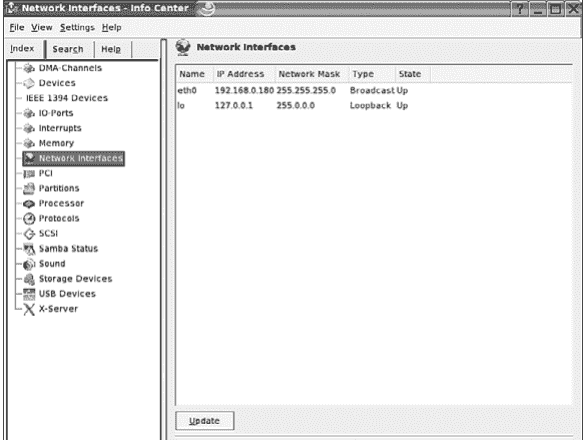 Network Interfaces - Info Center
File View Settings Help
Index Search Help
DMA-Channels
Devices
IEEE 1394 Devices
IO-Ports
Interrupts
Memory
Network Interfaces
PCI
Partitions
Processor
Protocols
SCSI
Samba Status
Sound
Storage Devices
USB Devices
X-Server
Network Interfaces
Name IP Address Network Mask Type State
eth0 192.168.0.180 255.255.255.0 Broadcast Up
lo 127.0.0.1 255.0.0.0 Loopback Up
Update